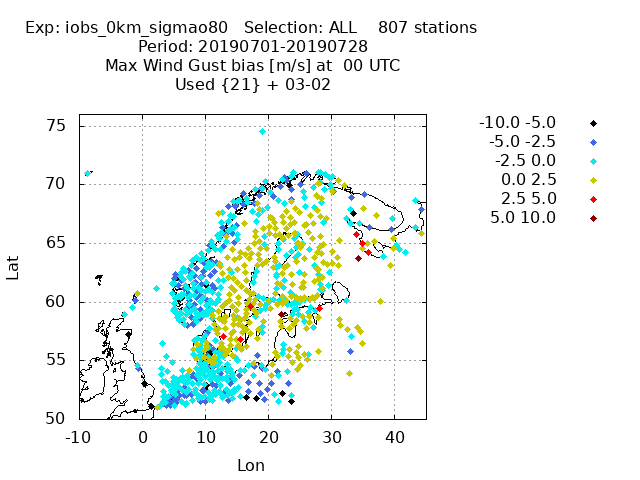 Exp: iobs_0km_sigmao80 Selection: ALL 807 stations
Period: 20190701-20190728
Max Wind Gust bias [m/s] at 00 UTC
Used {21} + 03-02
-10.0 -5.0
-5.0 -2.5
-2.5 0.0
0.0 2.5
2.5 5.0
5.0 10.0
75
70
65
60
55
50
Lat
-10 0 10 20 30 40
Lon